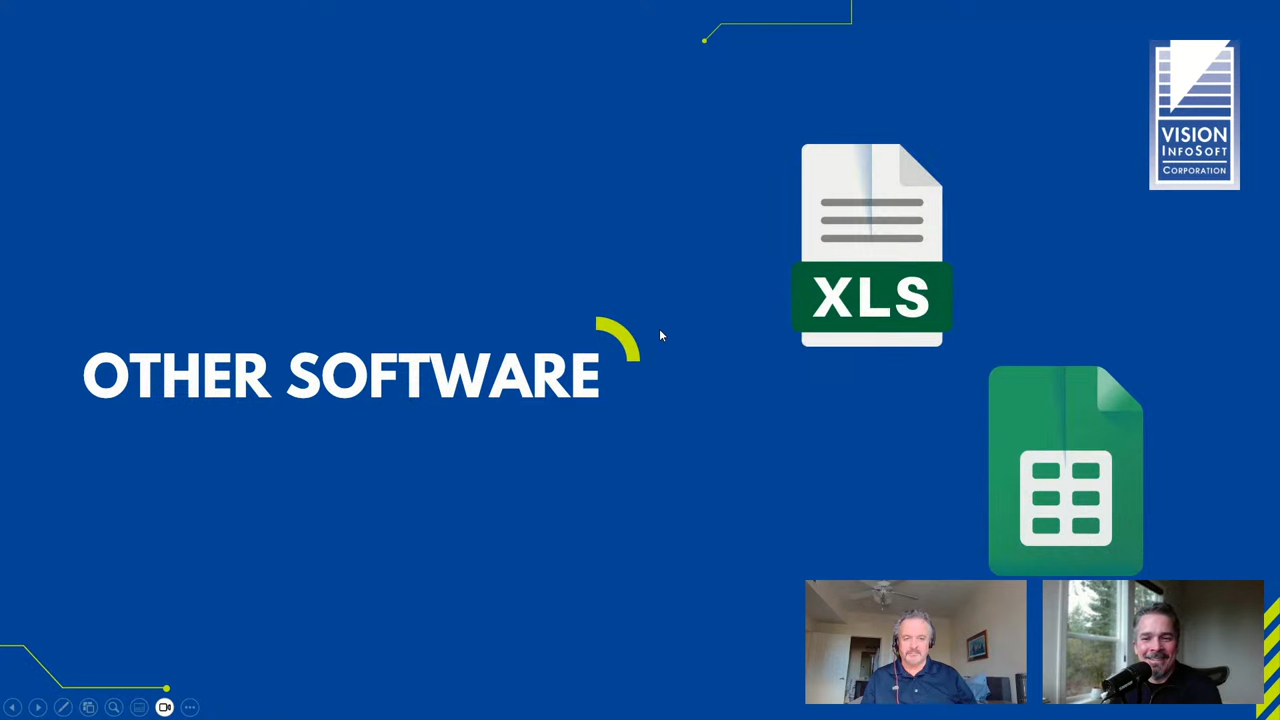 VISION
INFOSOFT
CORPORATION
XLS
OTHER SOFTWARE